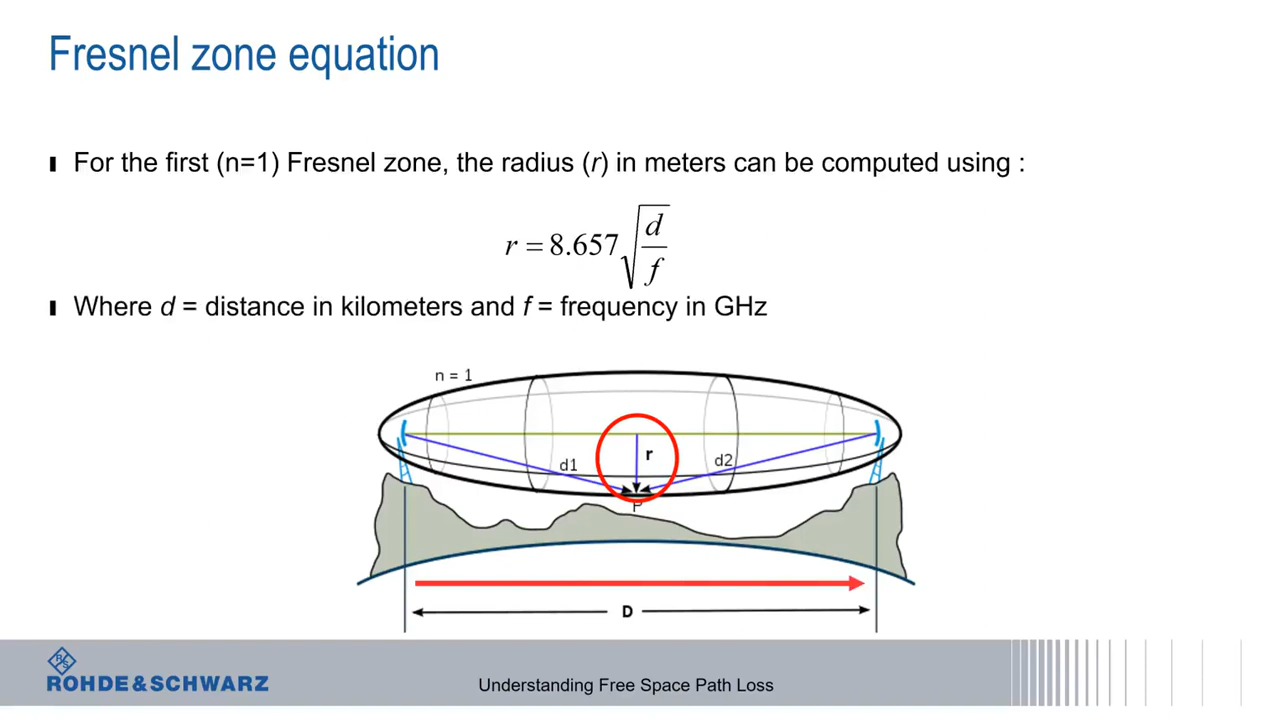 Fresnel zone equation
For the first (n=1) Fresnel zone, the radius (r) in meters can be computed using :
r = 8.657√(d/f)
Where d = distance in kilometers and f = frequency in GHz
n = 1
r
d1
d2
P
D
R&S
ROHDE&SCHWARZ
Understanding Free Space Path Loss